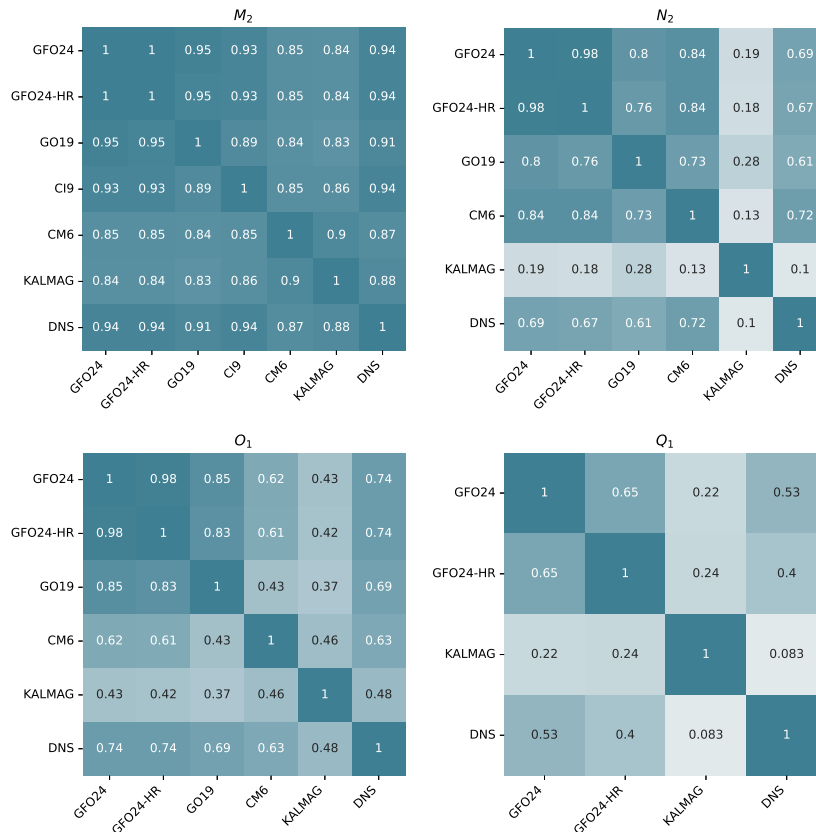 M₂
GFO24 1 1 0.95 0.93 0.85 0.84 0.94
GFO24-HR 1 1 0.95 0.93 0.85 0.84 0.94
GO19 0.95 0.95 1 0.89 0.84 0.83 0.91
CI9 0.93 0.93 0.89 1 0.85 0.86 0.94
CM6 0.85 0.85 0.84 0.85 1 0.9 0.87
KALMAG 0.84 0.84 0.83 0.86 0.9 1 0.88
DNS 0.94 0.94 0.91 0.94 0.87 0.88 1
GFO24 GFO24-HR GO19 CI9 CM6 KALMAG DNS
N₂
GFO24 1 0.98 0.8 0.84 0.19 0.69
GFO24-HR 0.98 1 0.76 0.84 0.18 0.67
GO19 0.8 0.76 1 0.73 0.28 0.61
CM6 0.84 0.84 0.73 1 0.13 0.72
KALMAG 0.19 0.18 0.28 0.13 1 0.1
DNS 0.69 0.67 0.61 0.72 0.1 1
GFO24 GFO24-HR GO19 CM6 KALMAG DNS
O₁
GFO24 1 0.98 0.85 0.62 0.43 0.74
GFO24-HR 0.98 1 0.83 0.61 0.42 0.74
GO19 0.85 0.83 1 0.43 0.37 0.69
CM6 0.62 0.61 0.43 1 0.46 0.63
KALMAG 0.43 0.42 0.37 0.46 1 0.48
DNS 0.74 0.74 0.69 0.63 0.48 1
GFO24 GFO24-HR GO19 CM6 KALMAG DNS
Q₁
GFO24 1 0.65 0.22 0.53
GFO24-HR 0.65 1 0.24 0.4
KALMAG 0.22 0.24 1 0.083
DNS 0.53 0.4 0.083 1
GFO24 GFO24-HR KALMAG DNS